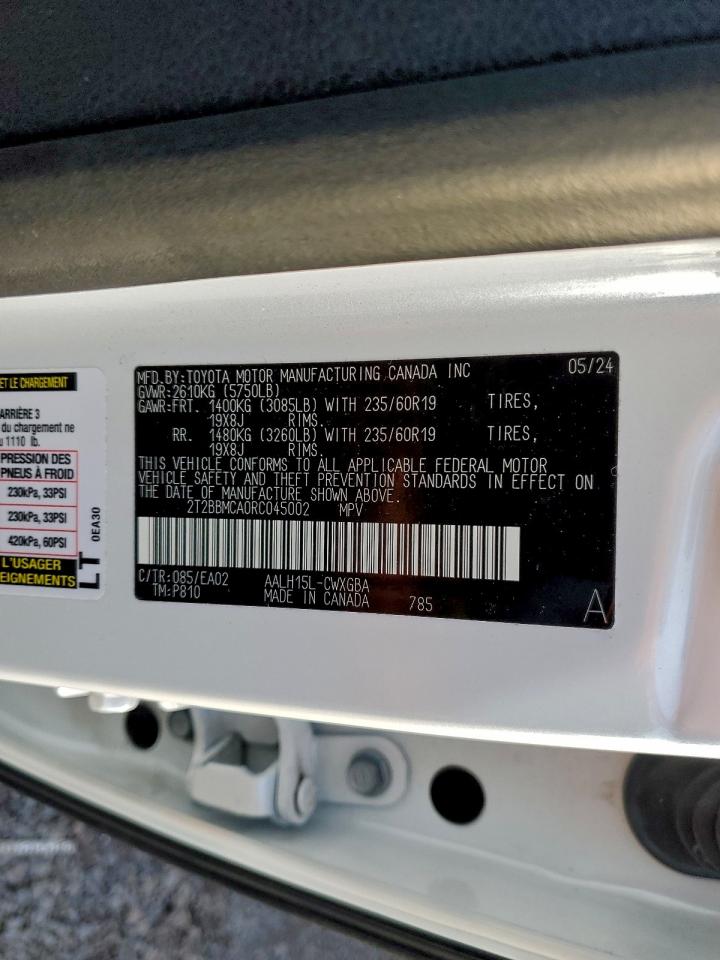 ET LE CHARGEMENT
ARRIÈRE 3
du chargement ne
1110 lb.
PRESSION DES
PNEUS À FROID
230kPa, 33PSI
230kPa, 33PSI
420kPa, 60PSI
L'USAGER
LT
0EA30
MFD.BY:TOYOTA MOTOR MANUFACTURING CANADA INC 05/24
GVWR:2610KG (5750LB)
GAWR:FRT. 1400KG (3085LB) WITH 235/60R19 TIRES,
19X8J RIMS.
RR. 1480KG (3260LB) WITH 235/60R19 TIRES,
19X8J RIMS.
THIS VEHICLE CONFORMS TO ALL APPLICABLE FEDERAL MOTOR
VEHICLE SAFETY AND THEFT PREVENTION STANDARDS IN EFFECT ON
THE DATE OF MANUFACTURE SHOWN ABOVE.
2T2BBMCA0RC045002 MPV
C/TR:085/EA02 AALH15L-CWXGBA
TM:P810 MADE IN CANADA 785 A